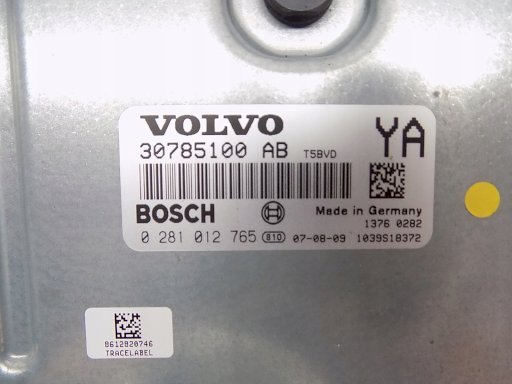 VOLVO YA
30785100 AB T5BVD
BOSCH Made in Germany
1376 0282
0 281 012 765 810 07-08-09 1039S18372
8612820746
TRACELABEL